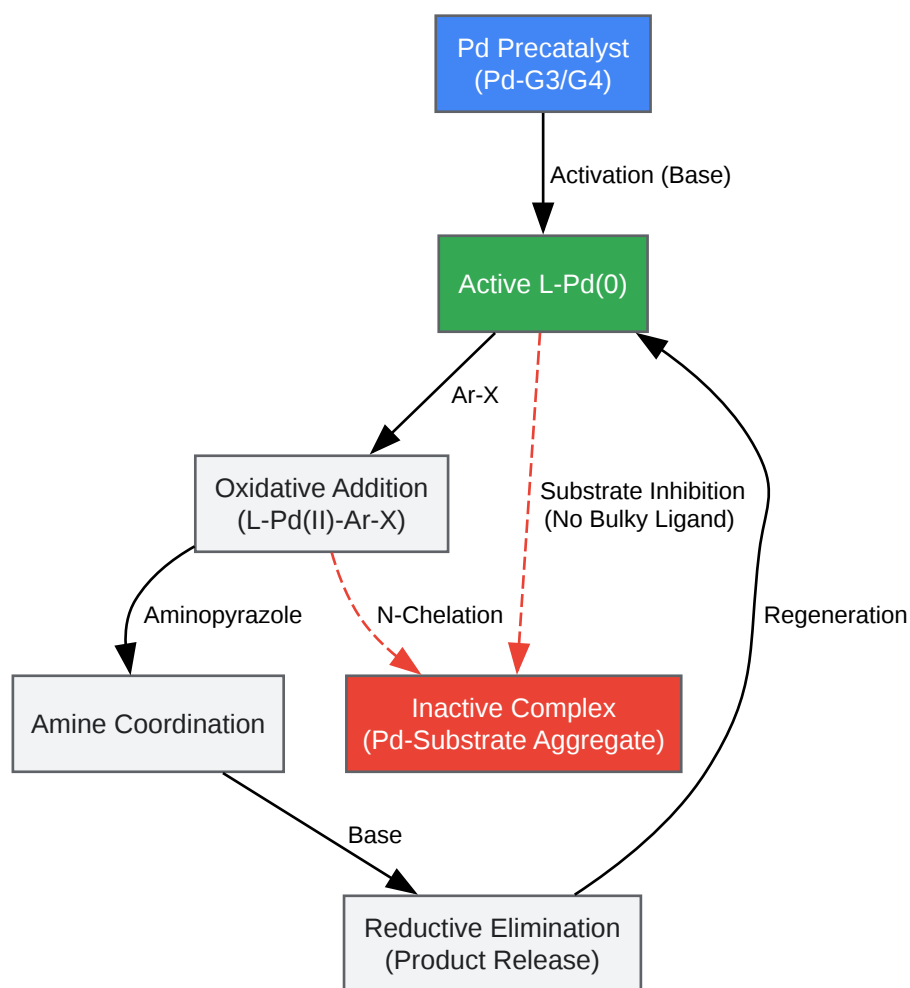 Pd Precatalyst
(Pd-G3/G4)
Activation (Base)
Active L-Pd(0)
Ar-X
Oxidative Addition
(L-Pd(II)-Ar-X)
Substrate Inhibition
(No Bulky Ligand)
Aminopyrazole
N-Chelation
Regeneration
Amine Coordination
Inactive Complex
(Pd-Substrate Aggregate)
Base
Reductive Elimination
(Product Release)